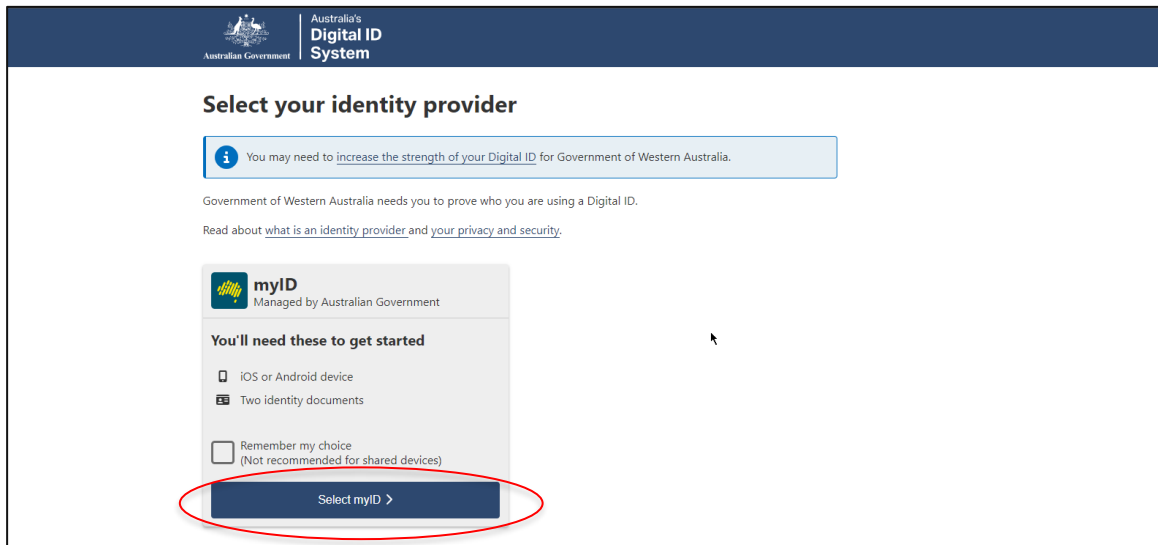 Australian Government
Australia's
Digital ID
System
Select your identity provider
You may need to increase the strength of your Digital ID for Government of Western Australia.
Government of Western Australia needs you to prove who you are using a Digital ID.
Read about what is an identity provider and your privacy and security.
myID
Managed by Australian Government
You'll need these to get started
iOS or Android device
Two identity documents
Remember my choice
(Not recommended for shared devices)
Select myID